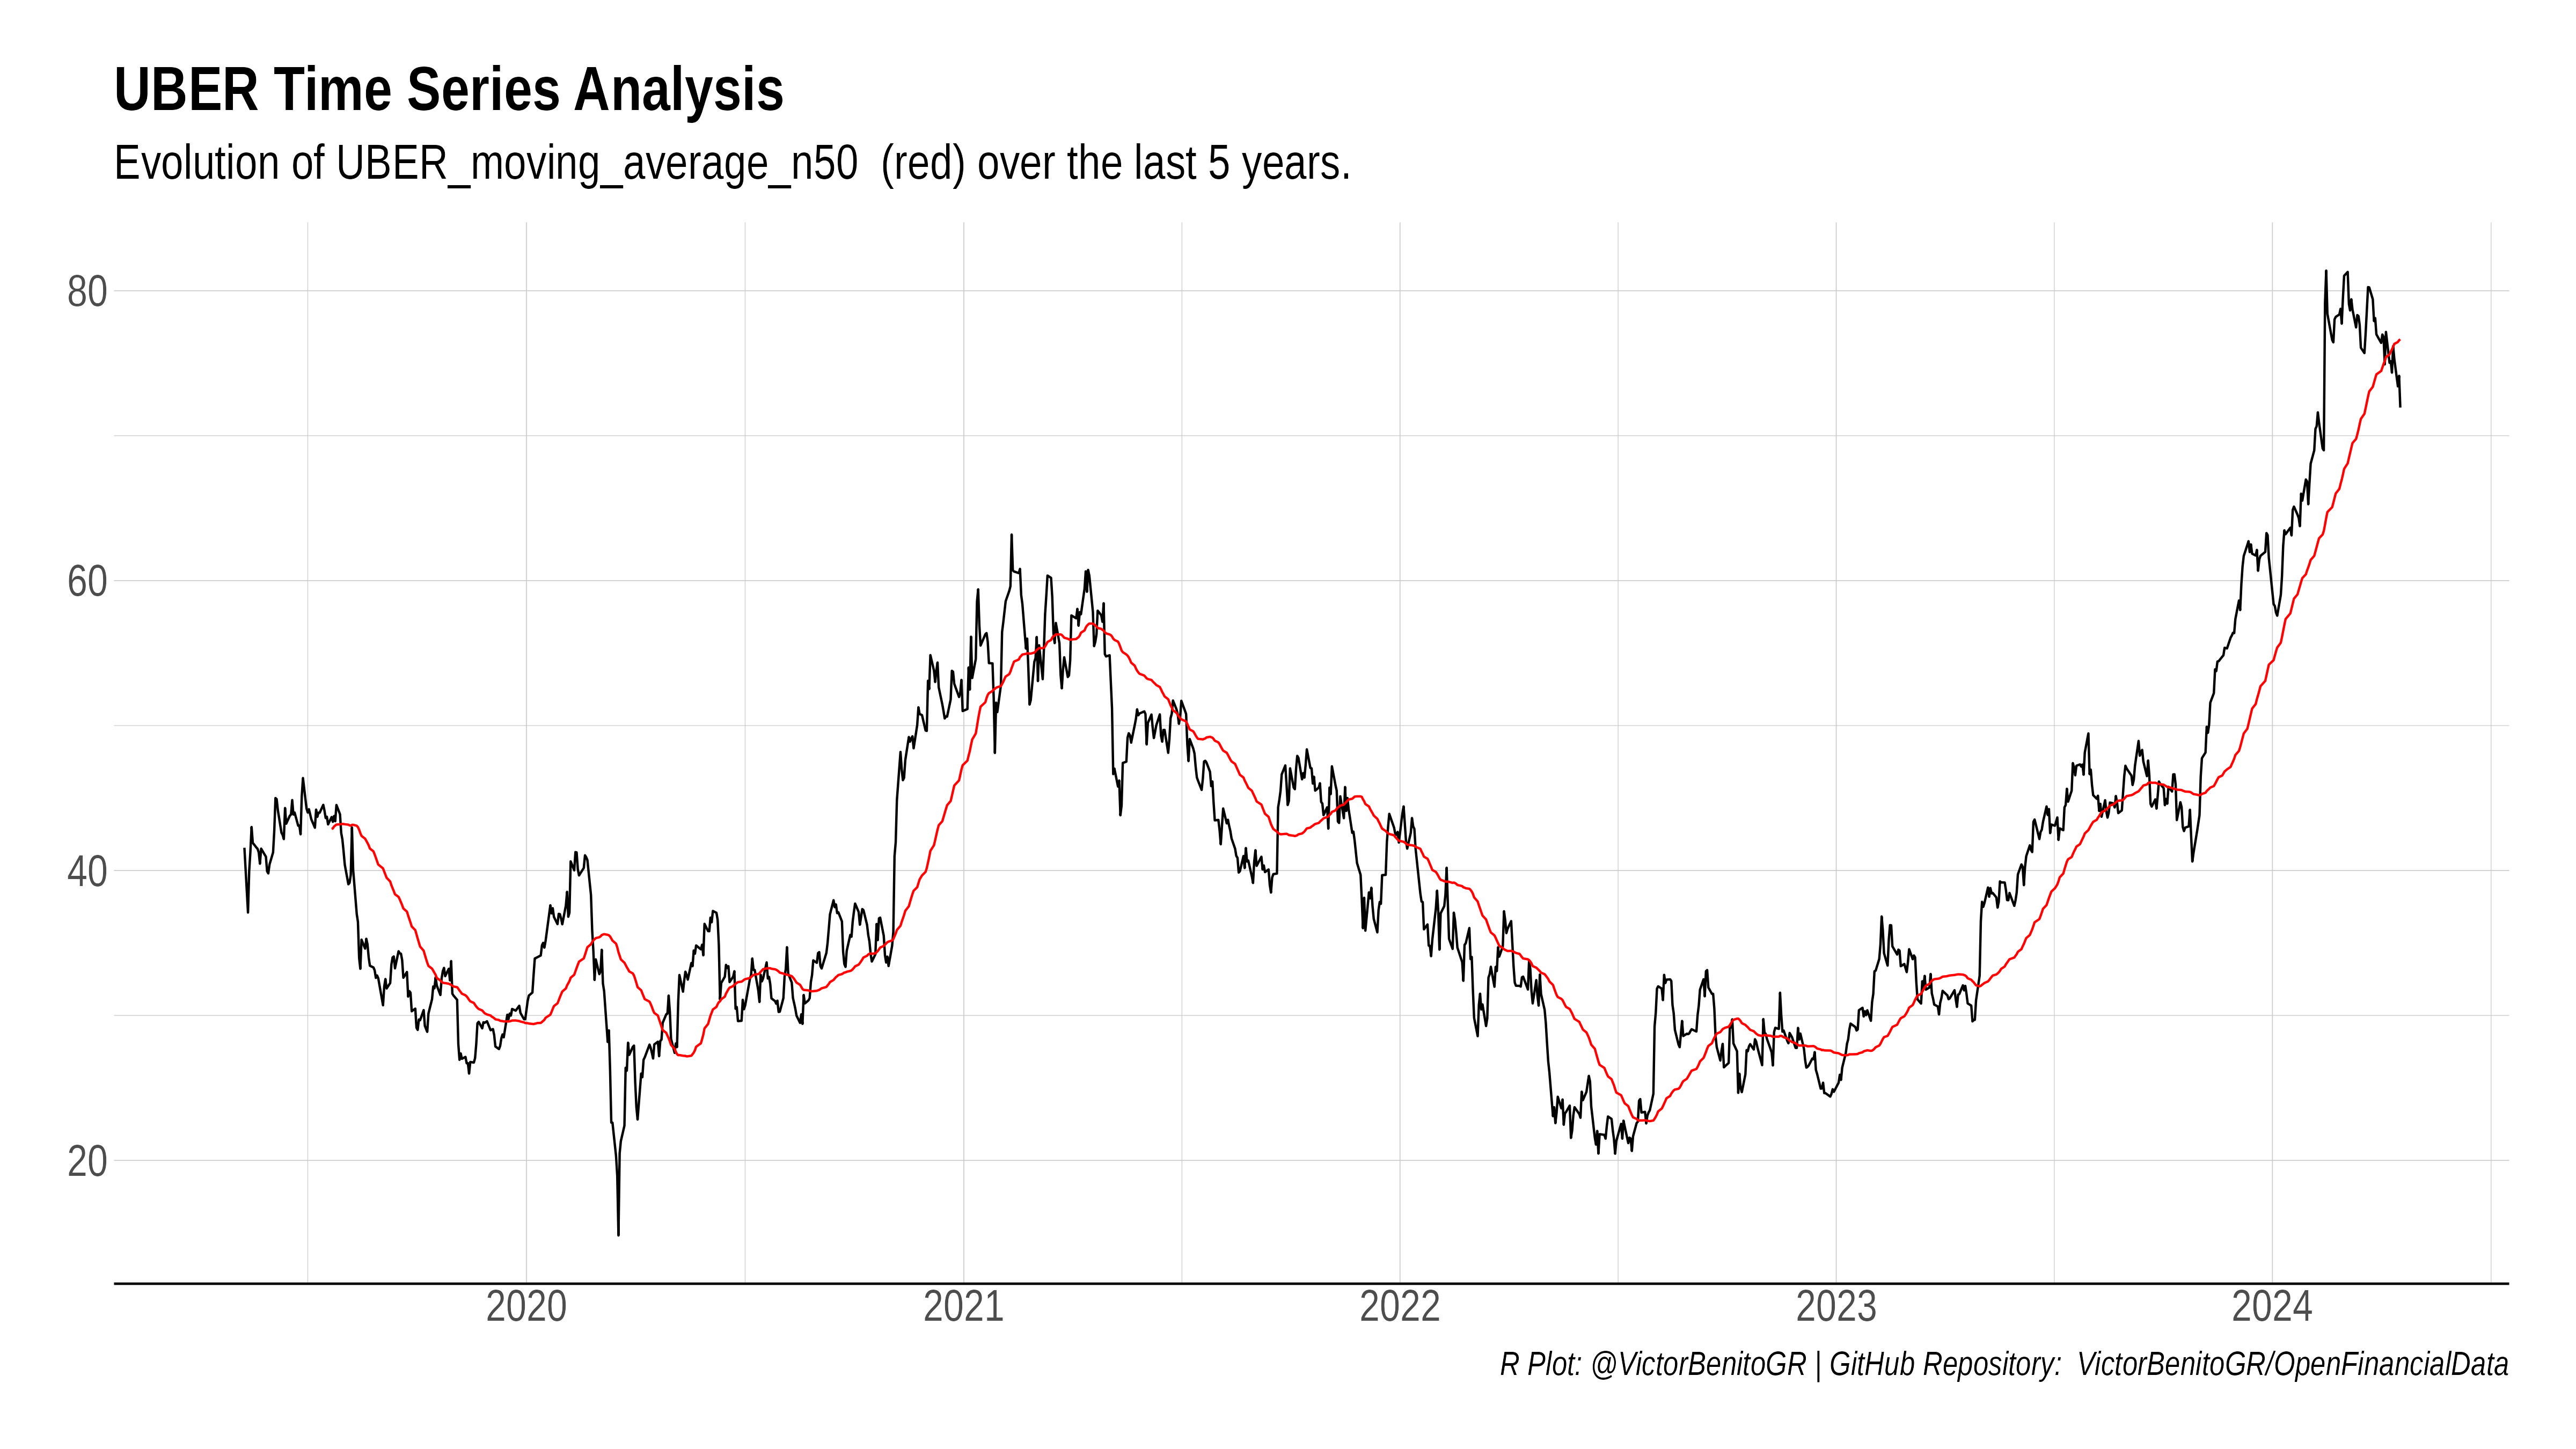 UBER Time Series Analysis
Evolution of UBER_moving_average_n50  (red) over the last 5 years.
80
60
40
20
2020 2021 2022 2023 2024
R Plot: @VictorBenitoGR | GitHub Repository:  VictorBenitoGR/OpenFinancialData